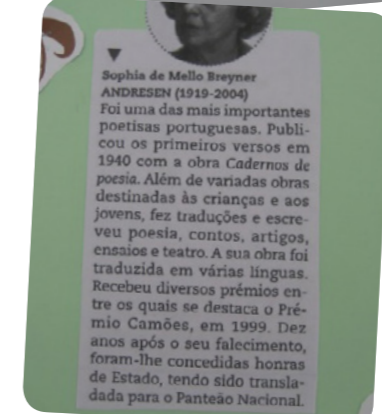 Sophia de Mello Breyner
ANDRESEN (1919-2004)
Foi uma das mais importantes
poetisas portuguesas. Publi-
cou os primeiros versos em
1940 com a obra Cadernos de
poesia. Além de variadas obras
destinadas às crianças e aos
jovens, fez traduções e escre-
veu poesia, contos, artigos,
ensaios e teatro. A sua obra foi
traduzida em várias línguas.
Recebeu diversos prémios en-
tre os quais se destaca o Pré-
mio Camões, em 1999. Dez
anos após o seu falecimento,
foram-lhe concedidas honras
de Estado, tendo sido transla-
dada para o Panteão Nacional.